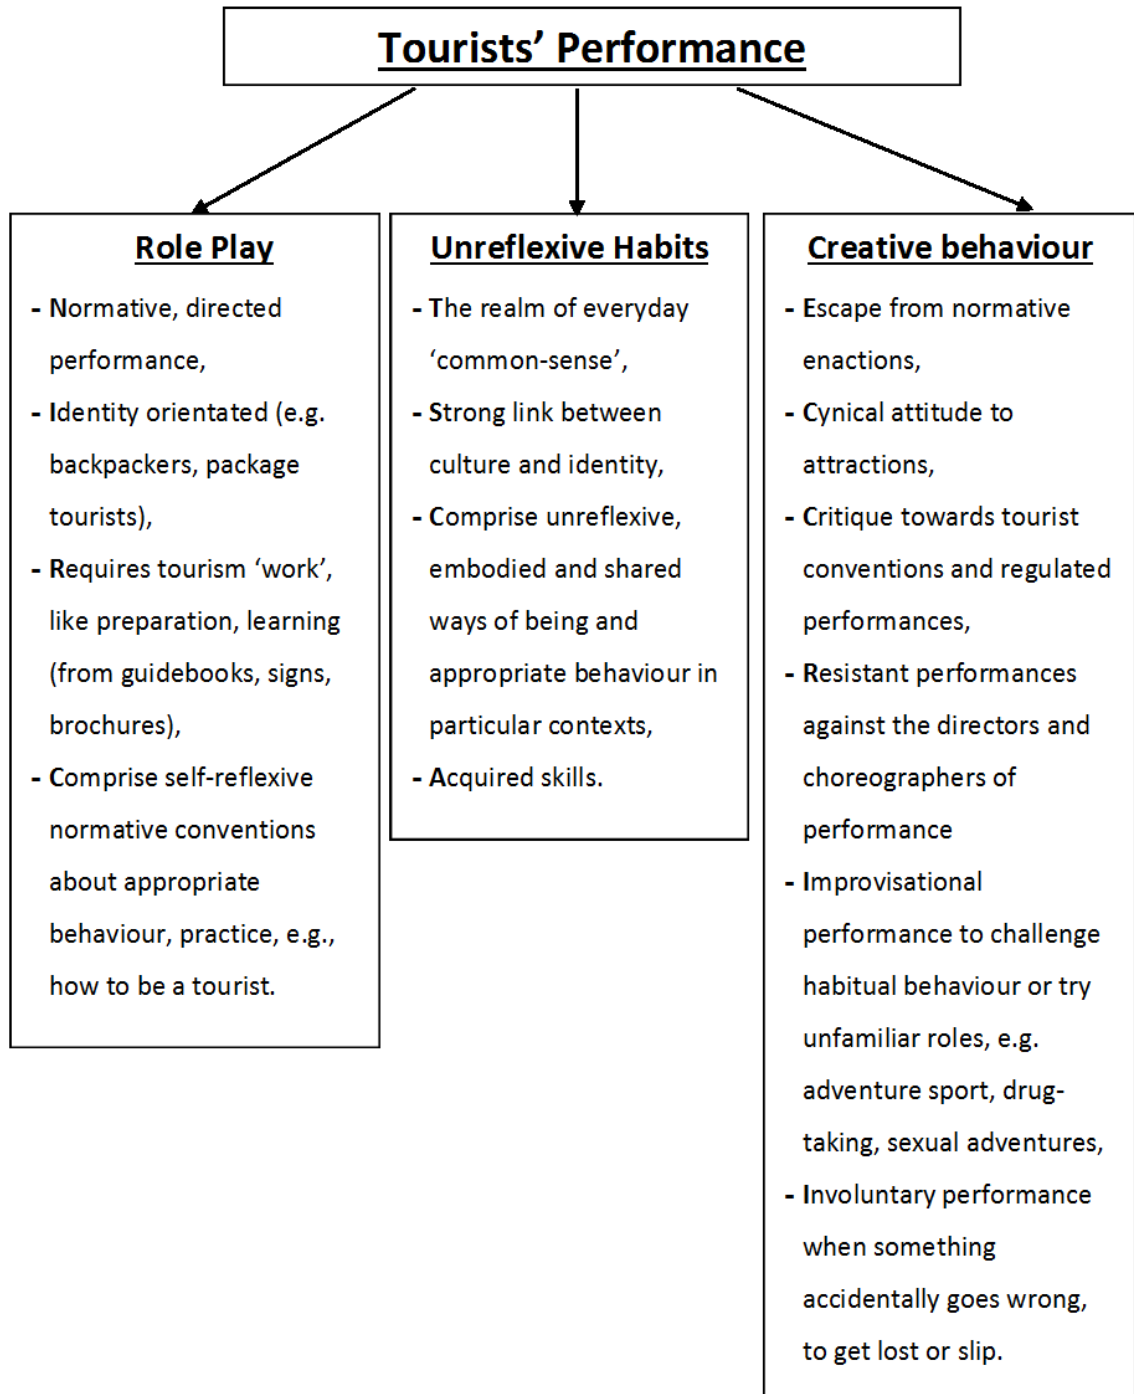 Tourists’ Performance
Role Play
- Normative, directed
performance,
- Identity orientated (e.g.
backpackers, package
tourists),
- Requires tourism ‘work’,
like preparation, learning
(from guidebooks, signs,
brochures),
- Comprise self-reflexive
normative conventions
about appropriate
behaviour, practice, e.g.,
how to be a tourist.
Unreflexive Habits
- The realm of everyday
‘common-sense’,
- Strong link between
culture and identity,
- Comprise unreflexive,
embodied and shared
ways of being and
appropriate behaviour in
particular contexts,
- Acquired skills.
Creative behaviour
- Escape from normative
enactions,
- Cynical attitude to
attractions,
- Critique towards tourist
conventions and regulated
performances,
- Resistant performances
against the directors and
choreographers of
performance
- Improvisational
performance to challenge
habitual behaviour or try
unfamiliar roles, e.g.
adventure sport, drug-
taking, sexual adventures,
- Involuntary performance
when something
accidentally goes wrong,
to get lost or slip.